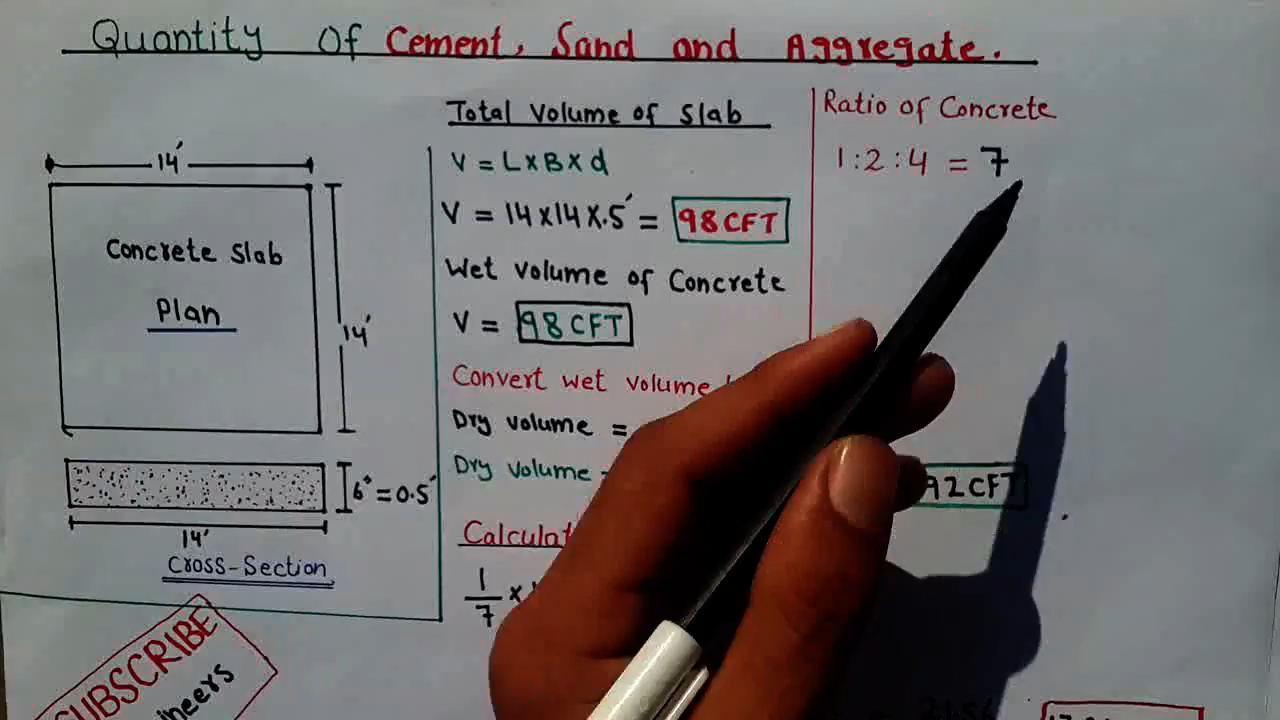 Quantity Of Cement, Sand and Aggregate.
14'
Concrete Slab
Plan
14'
6" = 0.5'
14'
Cross-Section
SUBSCRIBE
Total Volume of Slab
V = L x B x d
V = 14 x 14 x .5' = 98 CFT
Wet Volume of Concrete
V = 98 CFT
Convert wet volume
Dry volume =
Dry volume
92 CFT
1/7 x
Ratio of Concrete
1 : 2 : 4 = 7